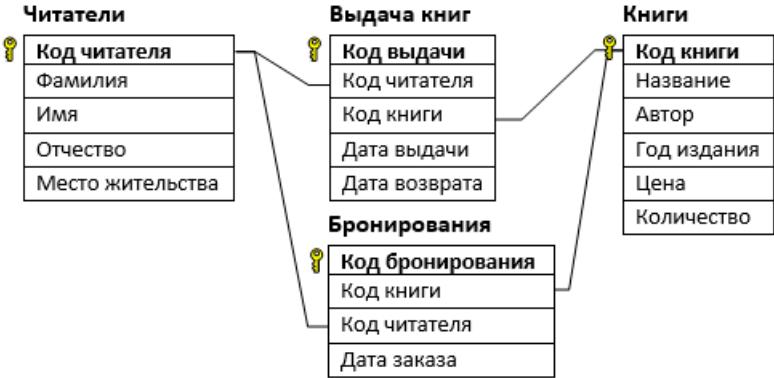 Читатели
Код читателя
Фамилия
Имя
Отчество
Место жительства
Выдача книг
Код выдачи
Код читателя
Код книги
Дата выдачи
Дата возврата
Книги
Код книги
Название
Автор
Год издания
Цена
Количество
Бронирования
Код бронирования
Код книги
Код читателя
Дата заказа